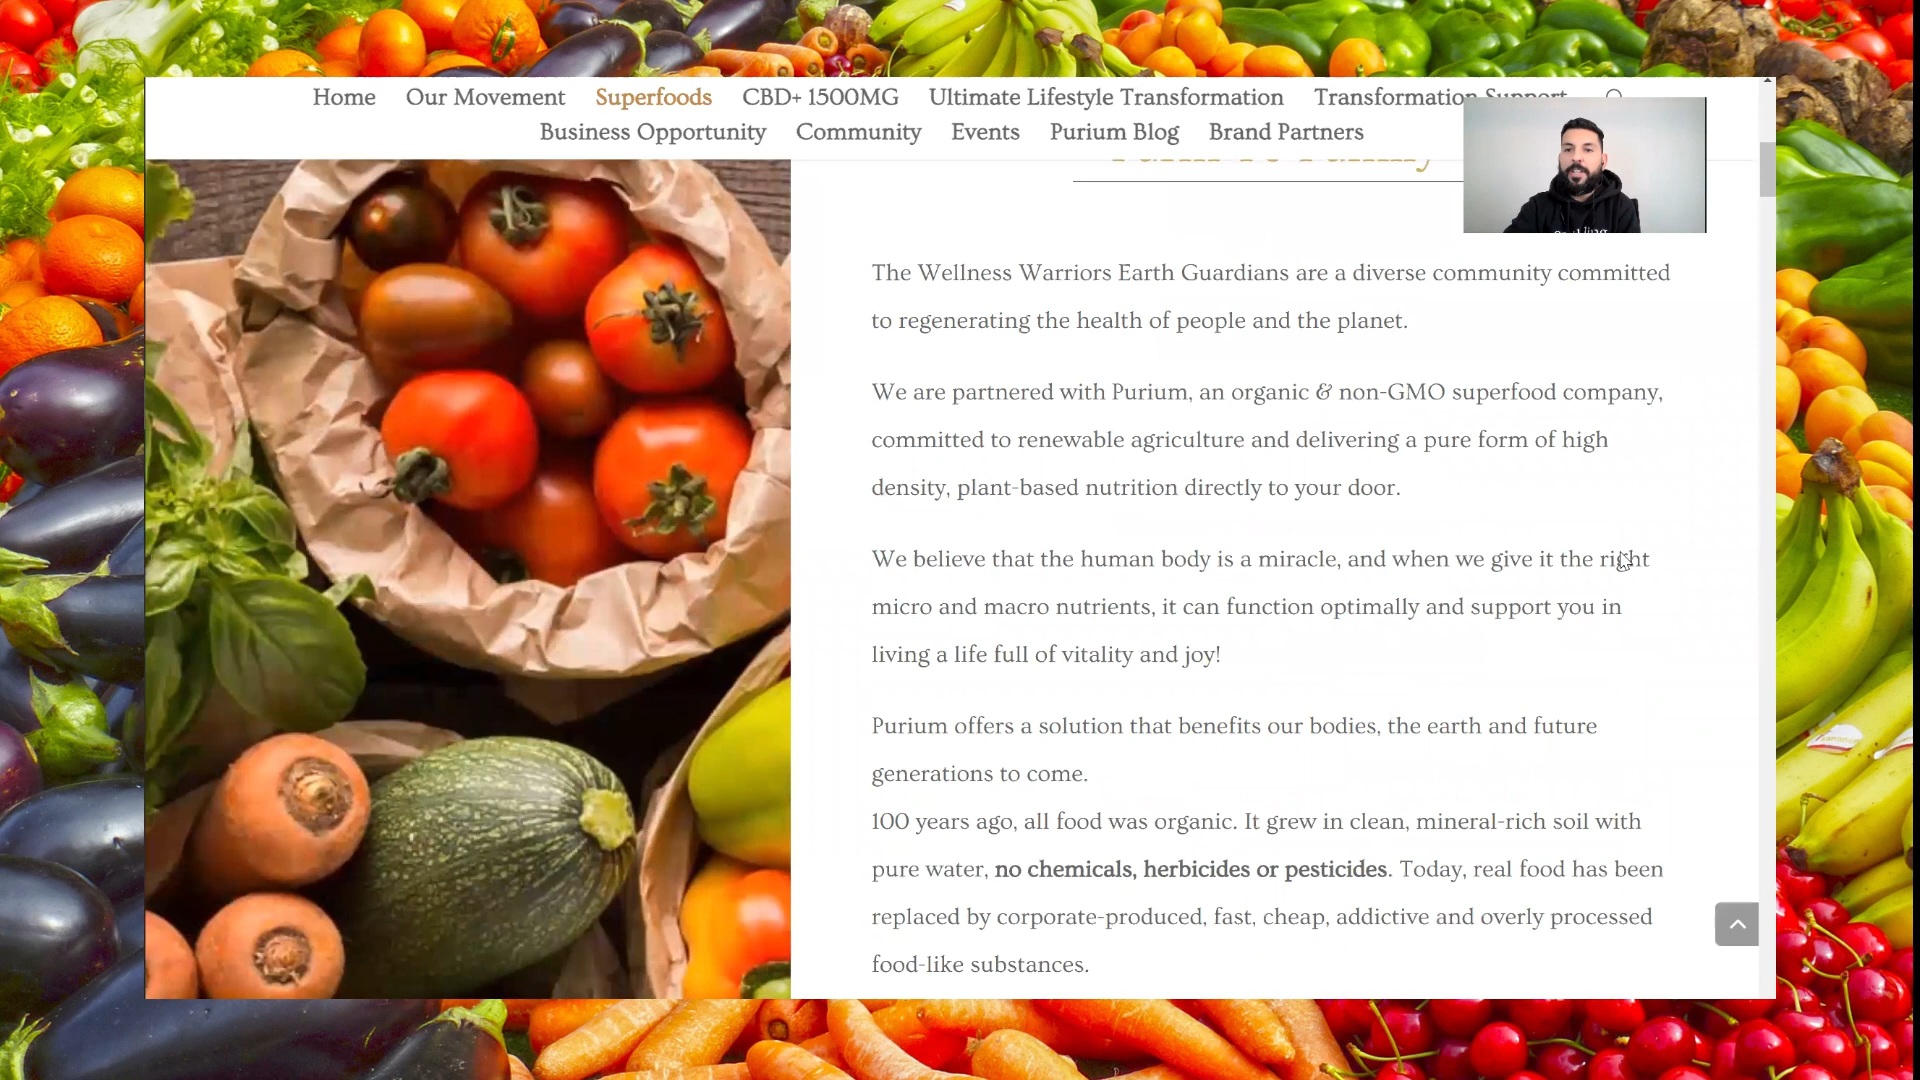 Home Our Movement Superfoods CBD+ 1500MG Ultimate Lifestyle Transformation Transformation Support
Business Opportunity Community Events Purium Blog Brand Partners
The Wellness Warriors Earth Guardians are a diverse community committed
to regenerating the health of people and the planet.
We are partnered with Purium, an organic & non-GMO superfood company,
committed to renewable agriculture and delivering a pure form of high
density, plant-based nutrition directly to your door.
We believe that the human body is a miracle, and when we give it the right
micro and macro nutrients, it can function optimally and support you in
living a life full of vitality and joy!
Purium offers a solution that benefits our bodies, the earth and future
generations to come.
100 years ago, all food was organic. It grew in clean, mineral-rich soil with
pure water, no chemicals, herbicides or pesticides. Today, real food has been
replaced by corporate-produced, fast, cheap, addictive and overly processed
food-like substances.